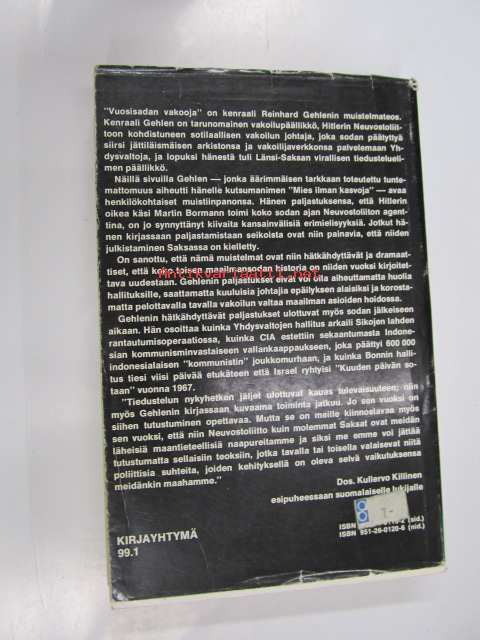 "Vuosisadan vakooja" on kenraali Reinhard Gehlenin muistelmateos.
Kenraali Gehlen on tarunomainen vakoilupäällikkö, Hitlerin Neuvostoliit-
toon kohdistuneen sotilaallisen vakoilun johtaja, joka sodan päätyttyä
siirsi jättiläismäisen arkistonsa ja vakoilijaverkkonsa palvelemaan Yh-
dysvaltoja, ja lopuksi hänestä tuli Länsi-Saksan virallisen tiedustelueli-
men päällikkö.
Näillä sivuilla Gehlen — jonka äärimmäisen tarkkaan toteutettu tunte-
mattomuus aiheutti hänelle kutsumanimen "Mies ilman kasvoja" — avaa
henkilökohtaiset muistiinpanonsa. Hänen paljastuksensa, että Hitlerin
oikea käsi Martin Bormann toimi koko sodan ajan Neuvostoliiton agent-
tina, on jo synnyttänyt kiivaita kansainvälisiä erimielisyyksiä. Jotkut hä-
nen kirjassaan paljastamistaan seikoista ovat niin painavia, että niiden
julkistaminen Saksassa on kielletty.
On sanottu, että nämä muistelmat ovat niin hätkähdyttävät ja dramaat-
tiset, että koko toisen maailmansodan historia on niiden vuoksi kirjoitet-
tava uudestaan. Gehlenin paljastukset eivät voi olla aiheuttamatta huolia
hallituksille, saattamatta kuuluisia johtajia epäilyksen alaisiksi ja korosta-
matta pelottavalla tavalla vakoilun valtaa maailman asioiden hoidossa.
Gehlenin hätkähdyttävät paljastukset ulottuvat myös sodan jälkeiseen
aikaan. Hän osoittaa kuinka Yhdysvaltojen hallitus arkaili Sikojen lahden
rantautumisoperaatiossa, kuinka CIA estettiin sekaantumasta Indone-
sian kommunisminvastaiseen vallankaappaukseen, joka päättyi 600 000
indonesialaisen "kommunistin" joukkomurhaan, ja kuinka Bonnin halli-
tus tiesi viisi päivää etukäteen että Israel ryhtyisi "Kuuden päivän so-
taan" vuonna 1967.
"Tiedustelun nykyhetken jäljet ulottuvat kauas tulevaisuuteen; niin
myös Gehlenin kirjassaan kuvaama toiminta jatkuu. Jo sen vuoksi on
siihen tutustuminen opettavaa. Mutta se on meille kiinnostavaa myös
sen vuoksi, että niin Neuvostoliitto kuin molemmat Saksat ovat meidän
läheisiä maantieteellisiä naapureitamme ja siksi me emme voi jättää
tutustumatta sellaisiin teoksiin, jotka tavalla tai toisella valaisevat niitä
poliittisia suhteita, joiden kehityksellä on oleva selvä vaikutuksensa
meidänkin maahamme."
Dos. Kullervo Killinen
esipuheessaan suomalaiselle lukijalle
KIRJAYHTYMÄ
99.1
ISBN (sid.)
ISBN 951-26-0120-6 (nid.)